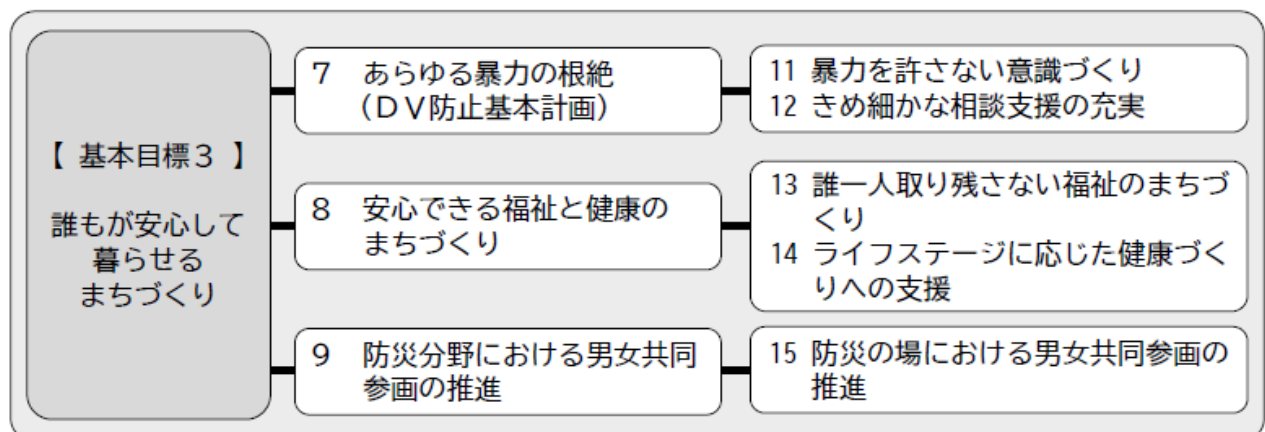 【 基本目標３ 】
誰もが安心して
暮らせる
まちづくり
７　あらゆる暴力の根絶
（ＤＶ防止基本計画）
11 暴力を許さない意識づくり
12 きめ細かな相談支援の充実
８　安心できる福祉と健康の
まちづくり
13 誰一人取り残さない福祉のまちづ
くり
14 ライフステージに応じた健康づく
りへの支援
９　防災分野における男女共同
参画の推進
15 防災の場における男女共同参画の
推進